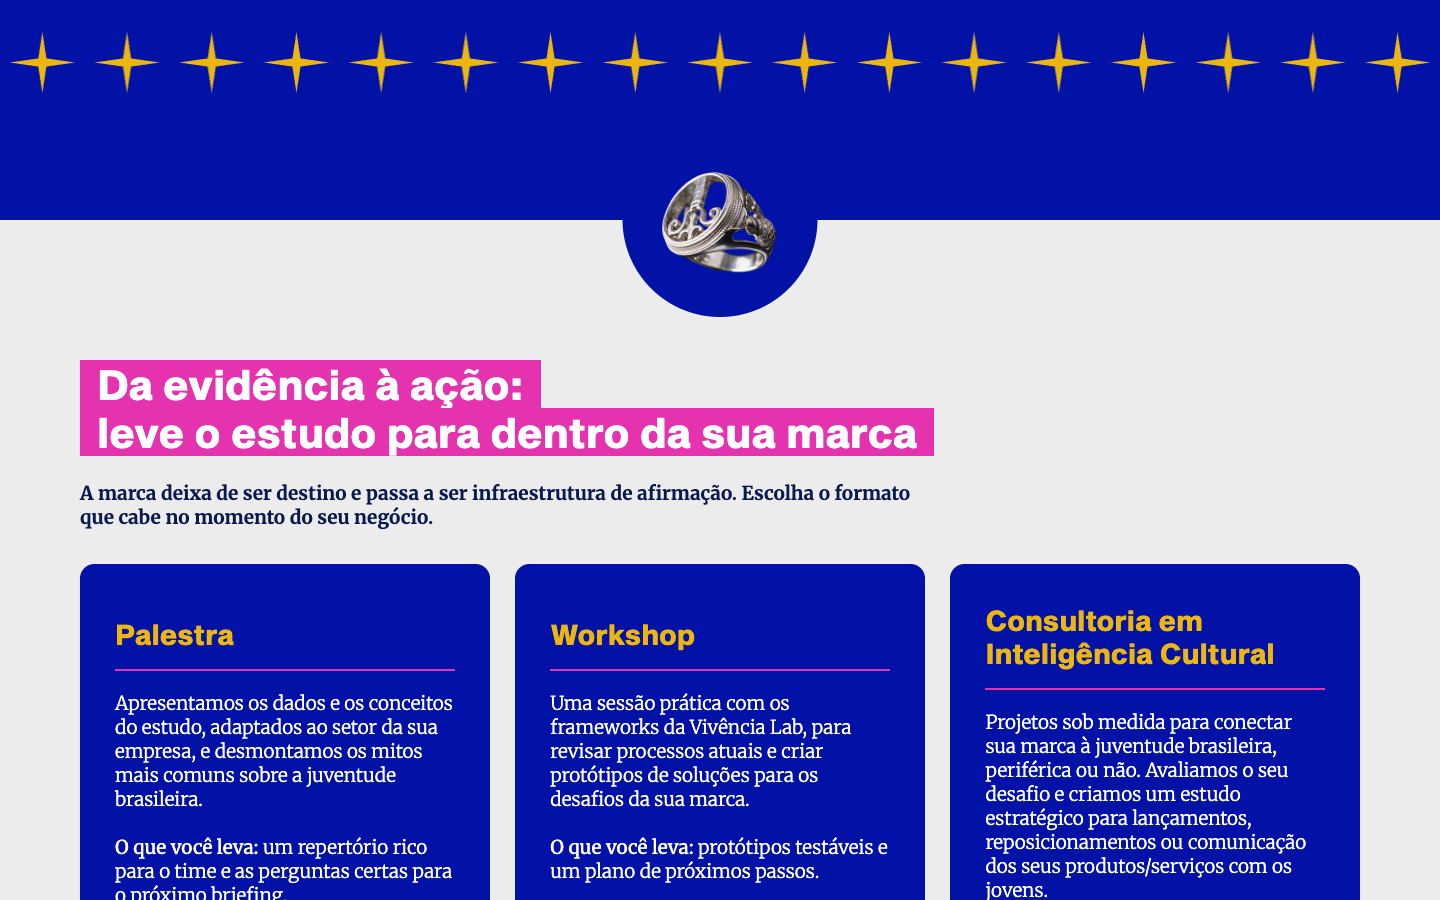 Da evidência à ação:
leve o estudo para dentro da sua marca
A marca deixa de ser destino e passa a ser infraestrutura de afirmação. Escolha o formato
que cabe no momento do seu negócio.
Palestra
Apresentamos os dados e os conceitos
do estudo, adaptados ao setor da sua
empresa, e desmontamos os mitos
mais comuns sobre a juventude
brasileira.
O que você leva: um repertório rico
para o time e as perguntas certas para
o próximo briefing.
Workshop
Uma sessão prática com os
frameworks da Vivência Lab, para
revisar processos atuais e criar
protótipos de soluções para os
desafios da sua marca.
O que você leva: protótipos testáveis e
um plano de próximos passos.
Consultoria em
Inteligência Cultural
Projetos sob medida para conectar
sua marca à juventude brasileira,
periférica ou não. Avaliamos o seu
desafio e criamos um estudo
estratégico para lançamentos,
reposicionamentos ou comunicação
dos seus produtos/serviços com os
jovens.